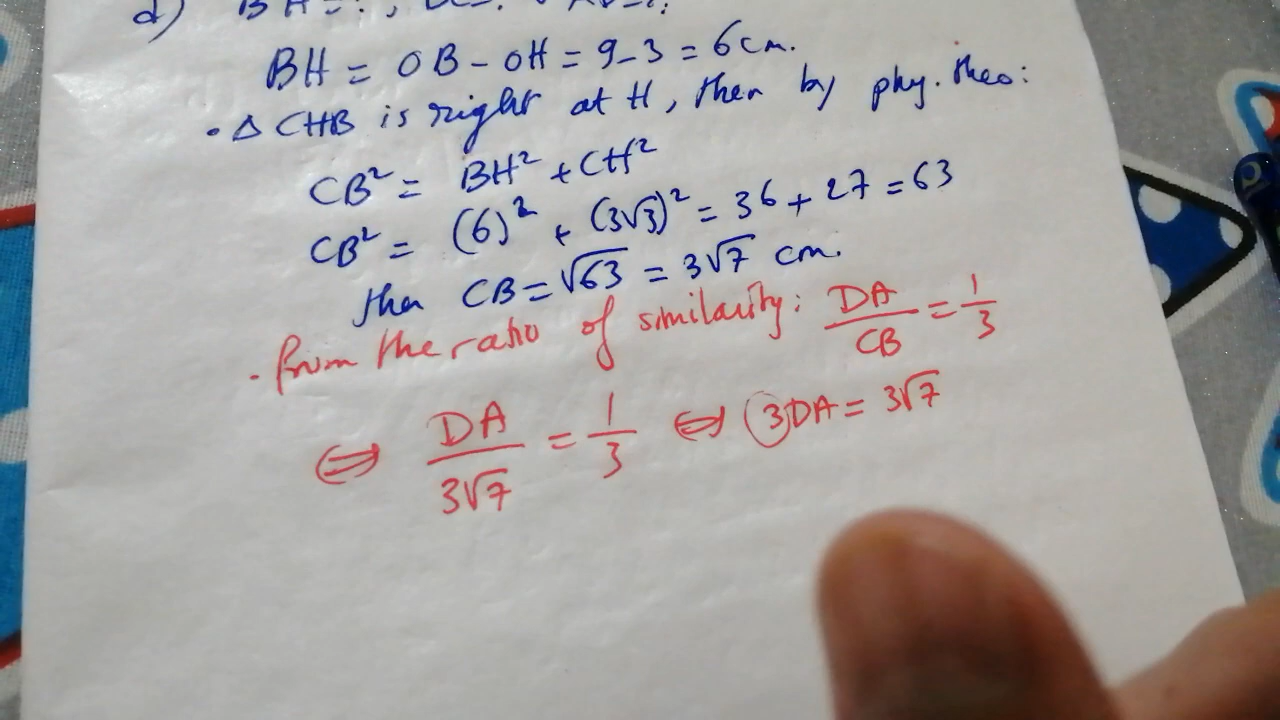 d) BH=?,
BH = OB - OH = 9-3 = 6cm.
• Δ CHB is right at H, then by phy. theo:
CB² = BH² + CH²
CB² = (6)² + (3√3)² = 36 + 27 = 63
then CB = √63 = 3√7 cm.
• from the ratio of similarity: DA/CB = 1/3
⇔ DA/3√7 = 1/3 ⇔ 3DA = 3√7